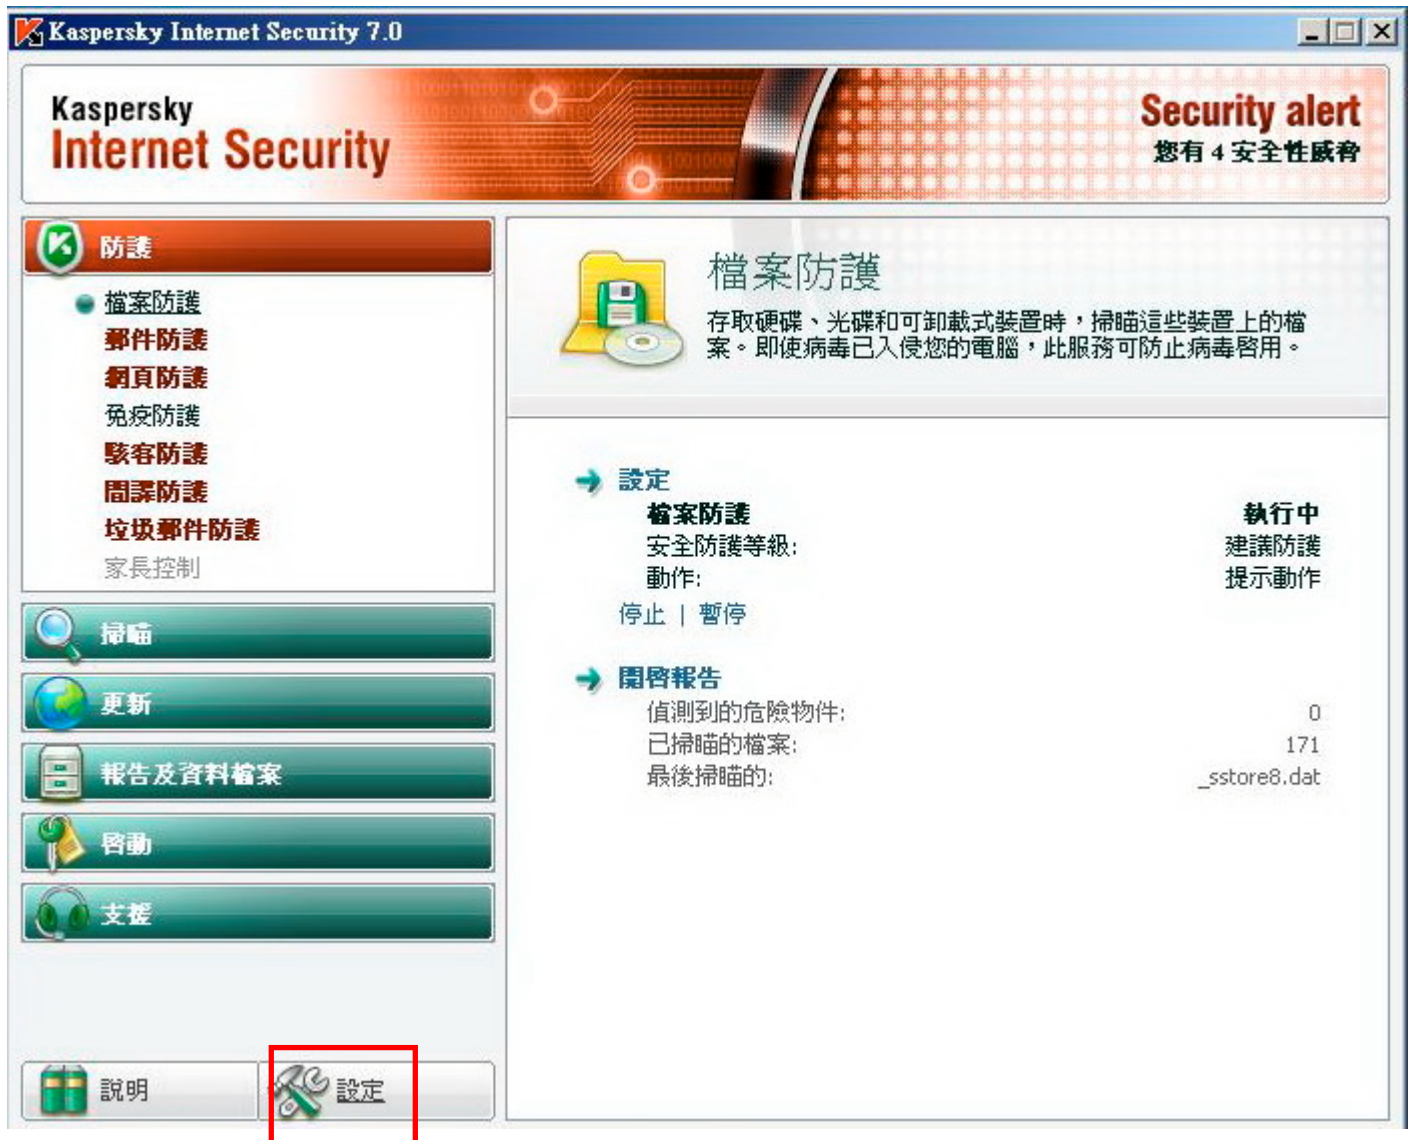 Kaspersky Internet Security 7.0
Kaspersky
Internet Security
Security alert
您有 4 安全性威脅
防護
檔案防護
郵件防護
網頁防護
免疫防護
駭客防護
間諜防護
垃圾郵件防護
家長控制
掃瞄
更新
報告及資料檔案
啓動
支援
說明
設定
檔案防護
存取硬碟、光碟和可卸載式裝置時，掃瞄這些裝置上的檔
案。即使病毒已入侵您的電腦，此服務可防止病毒啓用。
設定
檔案防護 執行中
安全防護等級: 建議防護
動作: 提示動作
停止 | 暫停
開啓報告
偵測到的危險物件: 0
已掃瞄的檔案: 171
最後掃瞄的: _sstore8.dat